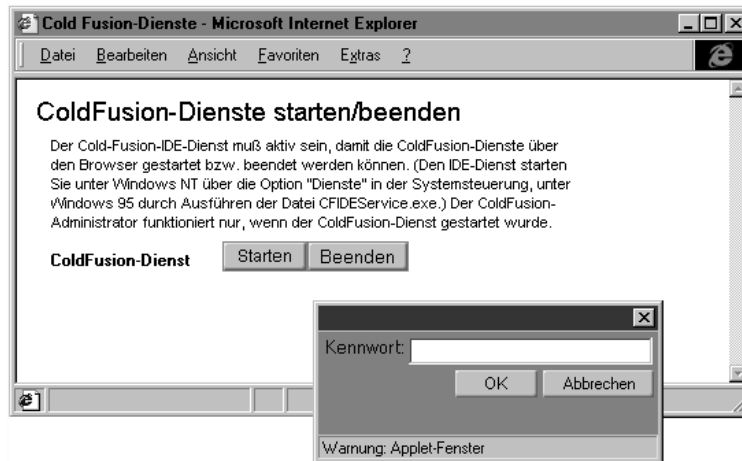 Cold Fusion-Dienste - Microsoft Internet Explorer
Datei Bearbeiten Ansicht Favoriten Extras ?
ColdFusion-Dienste starten/beenden
Der Cold-Fusion-IDE-Dienst muß aktiv sein, damit die ColdFusion-Dienste über
den Browser gestartet bzw. beendet werden können. (Den IDE-Dienst starten
Sie unter Windows NT über die Option "Dienste" in der Systemsteuerung, unter
Windows 95 durch Ausführen der Datei CFIDEService.exe.) Der ColdFusion-
Administrator funktioniert nur, wenn der ColdFusion-Dienst gestartet wurde.
ColdFusion-Dienst Starten Beenden
Kennwort:
OK Abbrechen
Warnung: Applet-Fenster